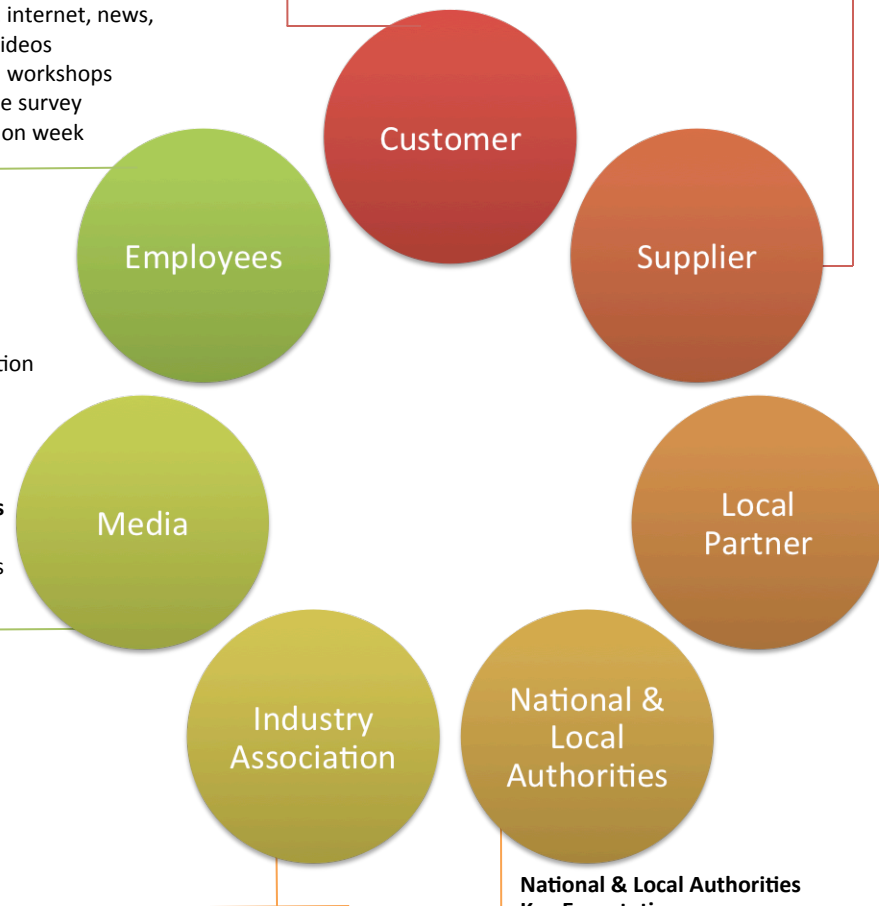 internet, news,
ideos
workshops
e survey
on week
Customer
Employees
Supplier
tion
s
Media
s
Local
Partner
Industry
Association
National &
Local
Authorities
National & Local Authorities